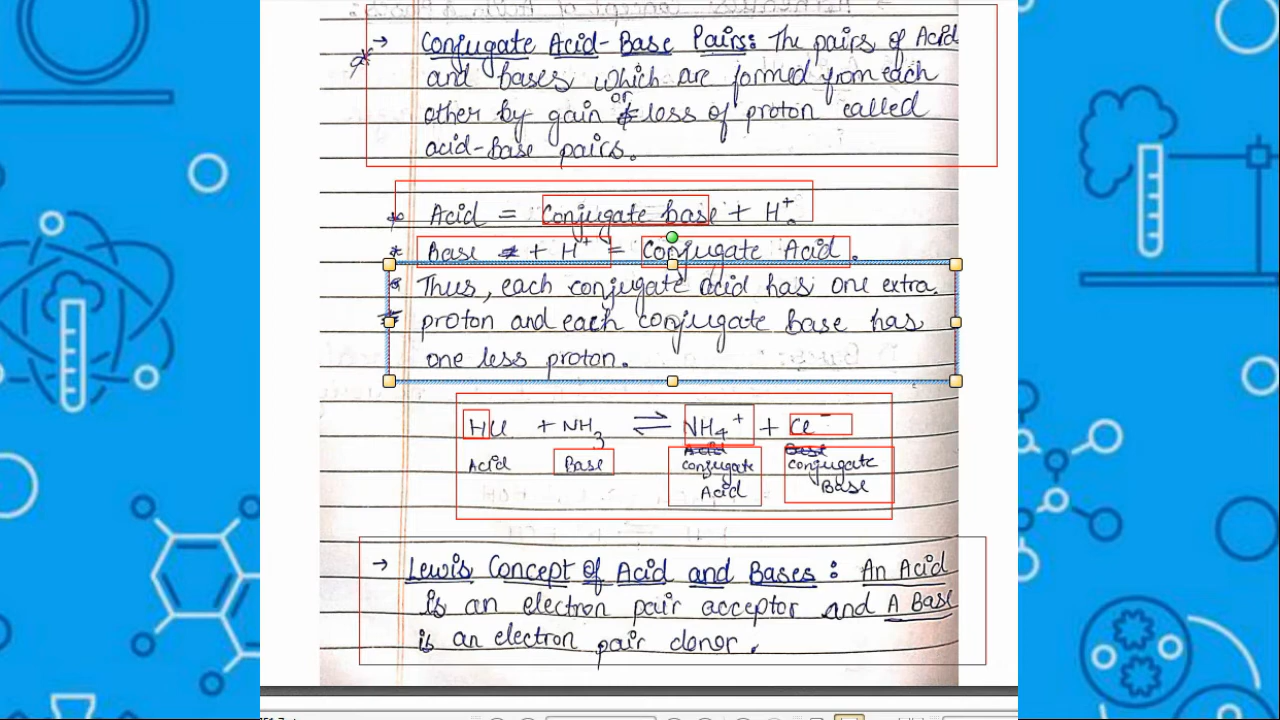 → Conjugate Acid-Base Pairs: The pairs of Acid
and bases which are formed from each
other by gain or loss of proton called
acid-Base pairs.
* Acid = Conjugate base + H⁺.
* Base + H⁺ = Conjugate Acid.
* Thus, each conjugate acid has one extra
proton and each conjugate Base has
one less proton.
HCl + NH₃ ⇌ NH₄⁺ + Cl⁻
Acid Base conjugate Acid conjugate Base
→ Lewis Concept of Acid and Bases: An Acid
is an electron pair acceptor and A Base
is an electron pair donor.